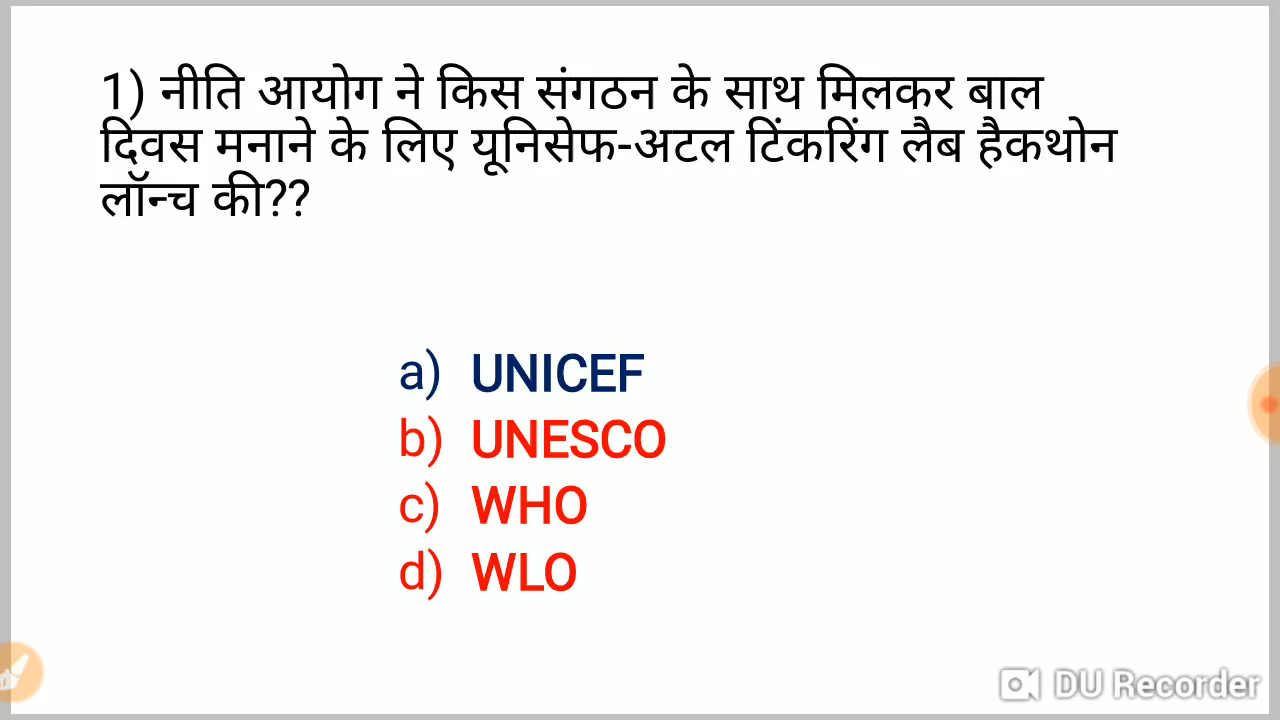 1) नीति आयोग ने किस संगठन के साथ मिलकर बाल
दिवस मनाने के लिए यूनिसेफ-अटल टिंकरिंग लैब हैकथोन
लॉन्च की??
a) UNICEF
b) UNESCO
c) WHO
d) WLO
DU Recorder